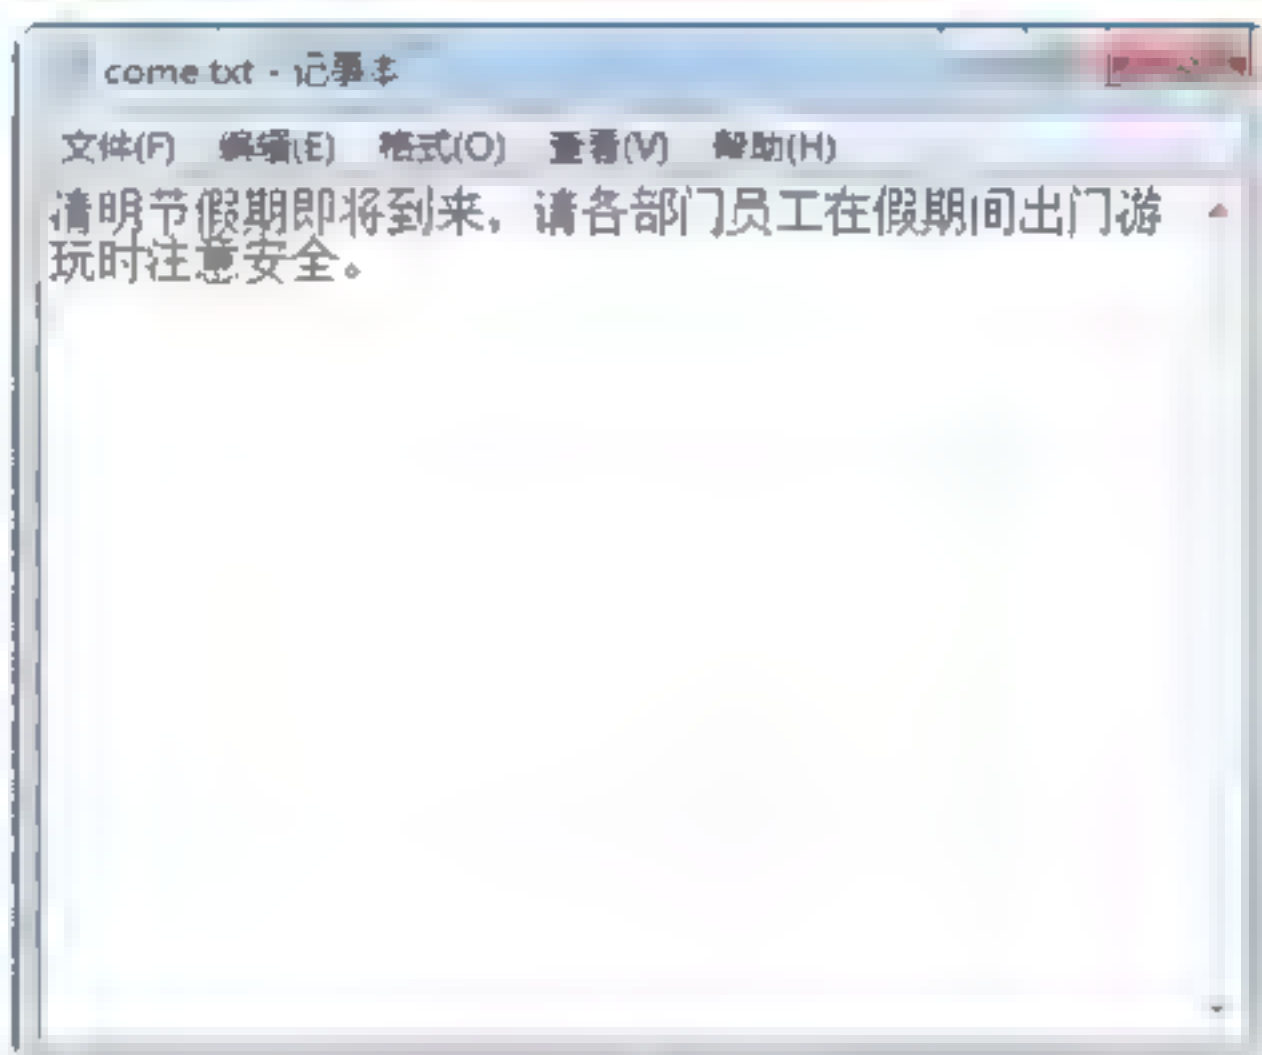 come.txt - 记事本
文件(F) 编辑(E) 格式(O) 查看(V) 帮助(H)
清明节假期即将到来，请各部门员工在假期间出门游
玩时注意安全。